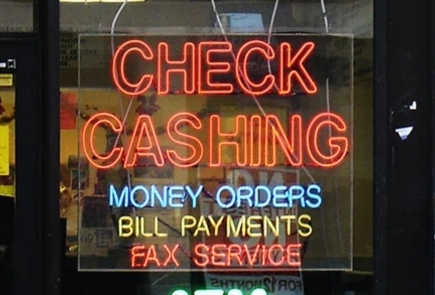 CHECK
CASHING
MONEY ORDERS
BILL PAYMENTS
FAX SERVICE